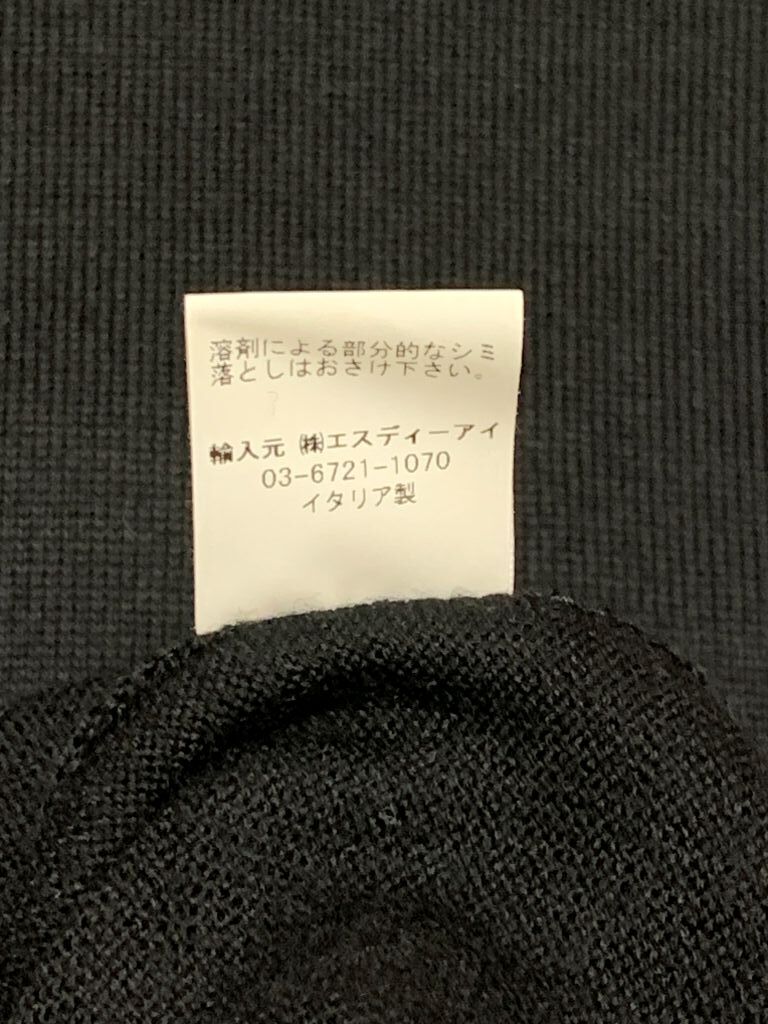 溶剤による部分的なシミ
落としはおさけ下さい。
輸入元 ㈱エスディーアイ
03-6721-1070
イタリア製